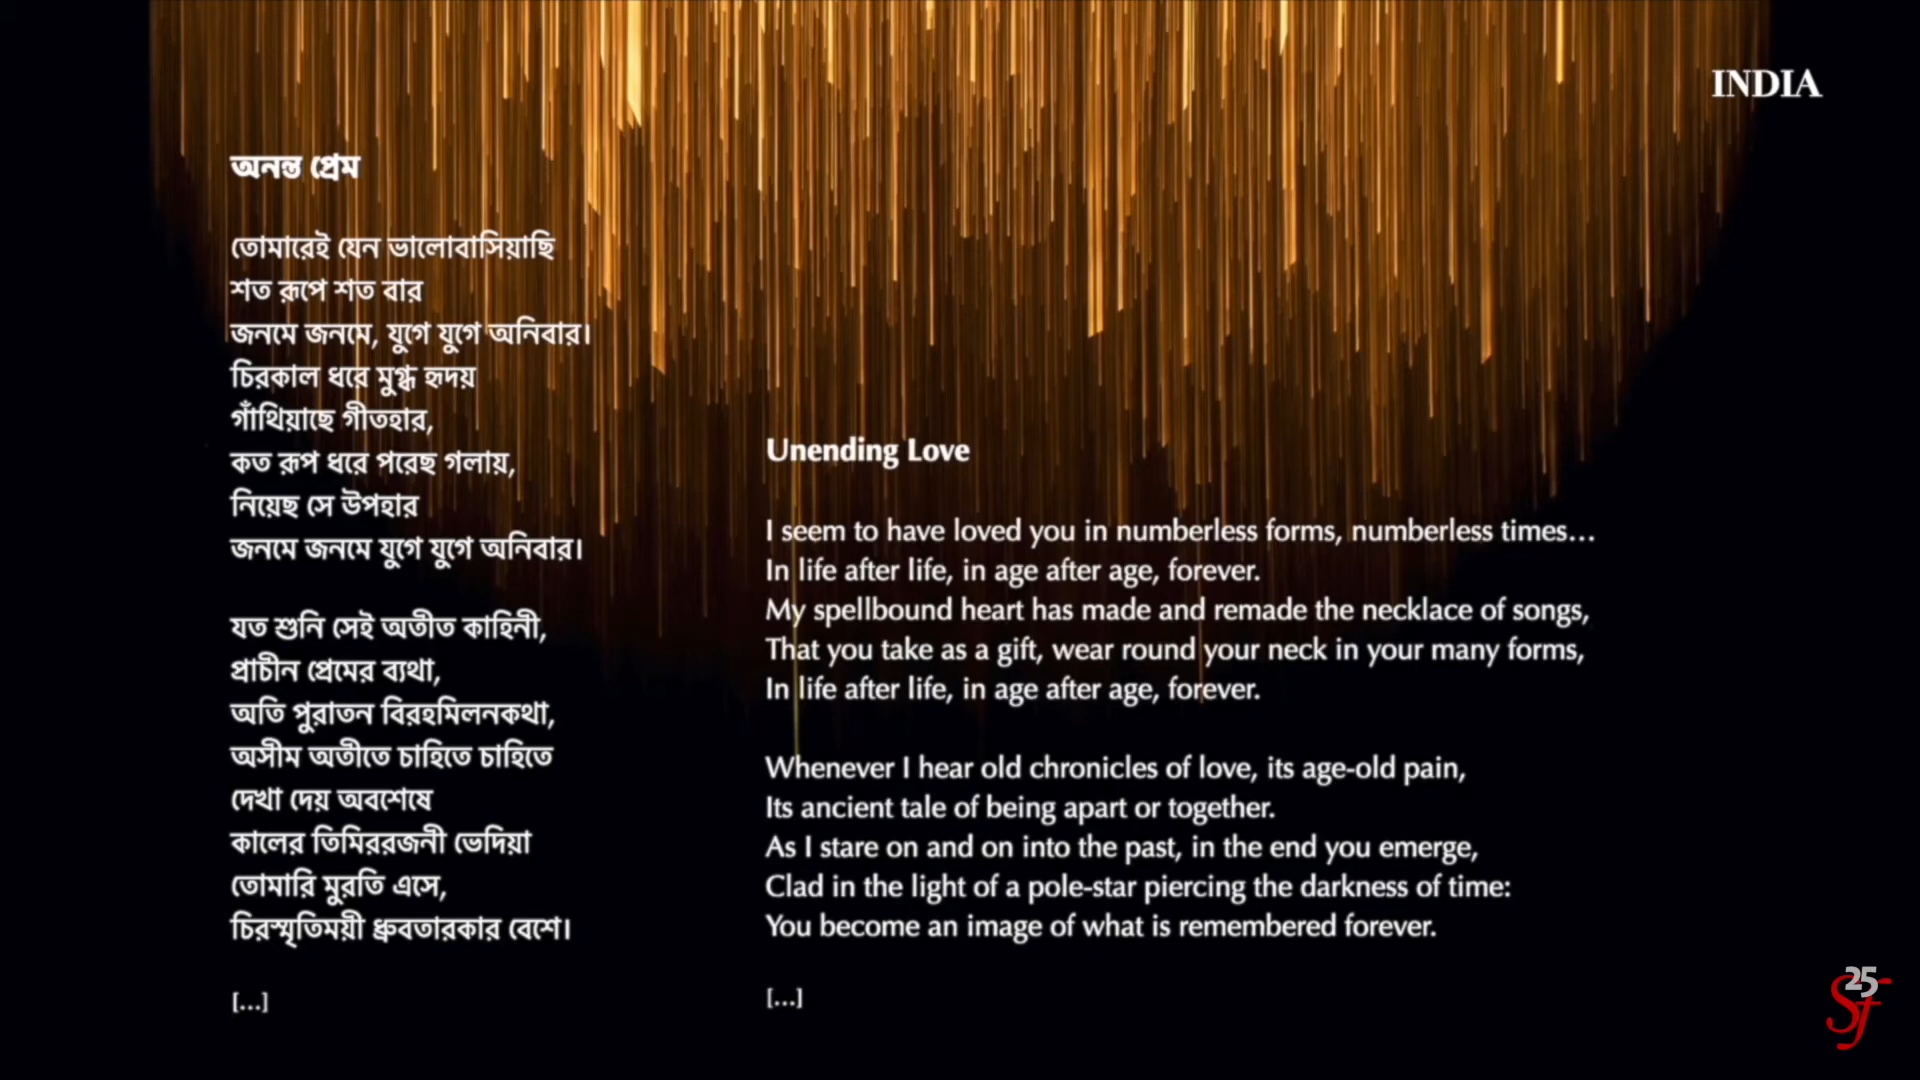 INDIA
অনন্ত প্রেম
তোমারেই যেন ভালোবাসিয়াছি
শত রূপে শত বার
জনমে জনমে, যুগে যুগে অনিবার।
চিরকাল ধরে মুগ্ধ হৃদয়
গাঁথিয়াছে গীতহার,
কত রূপ ধরে পরেছ গলায়,
নিয়েছ সে উপহার
জনমে জনমে যুগে যুগে অনিবার।
যত শুনি সেই অতীত কাহিনী,
প্রাচীন প্রেমের ব্যথা,
অতি পুরাতন বিরহমিলনকথা,
অসীম অতীতে চাহিতে চাহিতে
দেখা দেয় অবশেষে
কালের তিমিররজনী ভেদিয়া
তোমারি মুরতি এসে,
চিরস্মৃতিময়ী ধ্রুবতারকার বেশে।
[...]
Unending Love
I seem to have loved you in numberless forms, numberless times...
In life after life, in age after age, forever.
My spellbound heart has made and remade the necklace of songs,
That you take as a gift, wear round your neck in your many forms,
In life after life, in age after age, forever.
Whenever I hear old chronicles of love, its age-old pain,
Its ancient tale of being apart or together.
As I stare on and on into the past, in the end you emerge,
Clad in the light of a pole-star piercing the darkness of time:
You become an image of what is remembered forever.
[...]
25
Sf